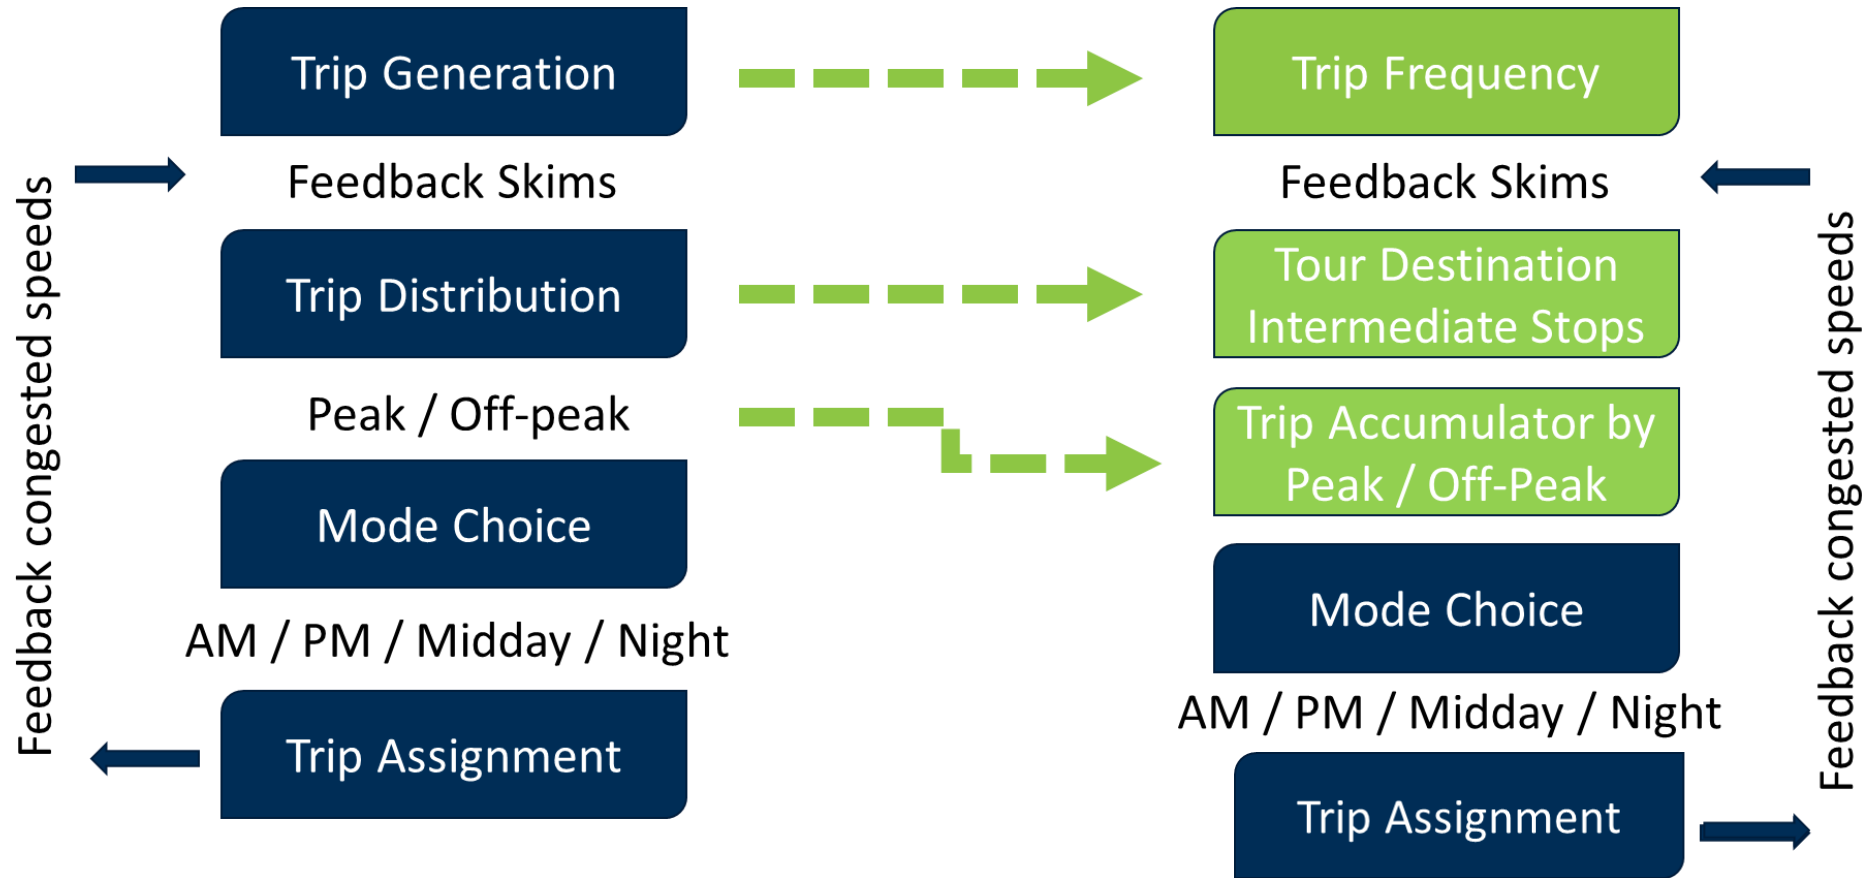 Feedback congested speeds
Trip Generation
Feedback Skims
Trip Distribution
Peak / Off-peak
Mode Choice
AM / PM / Midday / Night
Trip Assignment
Trip Frequency
Feedback Skims
Tour Destination
Intermediate Stops
Trip Accumulator by
Peak / Off-Peak
Mode Choice
AM / PM / Midday / Night
Trip Assignment
Feedback congested speeds